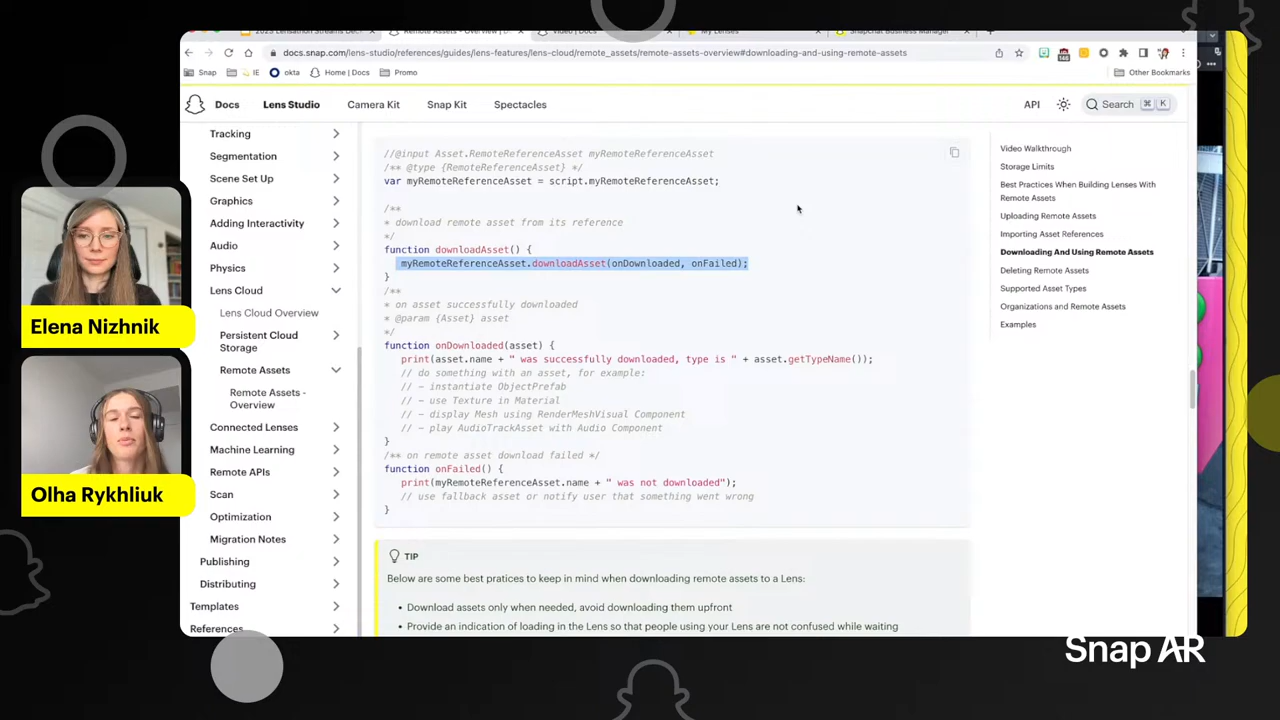 Remote Assets - Overview | D
Video | Docs
My Lenses
Snapchat Business Manager
docs.snap.com/lens-studio/references/guides/lens-features/lens-cloud/remote_assets/remote-assets-overview#downloading-and-using-remote-assets
Snap IE okta Home | Docs Promo Other Bookmarks
Docs Lens Studio Camera Kit Snap Kit Spectacles API Search ⌘ K
Tracking
Segmentation
Scene Set Up
Graphics
Adding Interactivity
Audio
Physics
Lens Cloud
Lens Cloud Overview
Persistent Cloud
Storage
Remote Assets
Remote Assets -
Overview
Connected Lenses
Machine Learning
Remote APIs
Scan
Optimization
Migration Notes
Publishing
Distributing
Templates
References
//@input Asset.RemoteReferenceAsset myRemoteReferenceAsset
/** @type {RemoteReferenceAsset} */
var myRemoteReferenceAsset = script.myRemoteReferenceAsset;
/**
* download remote asset from its reference
*/
function downloadAsset() {
myRemoteReferenceAsset.downloadAsset(onDownloaded, onFailed);
}
/**
* on asset successfully downloaded
* @param {Asset} asset
*/
function onDownloaded(asset) {
print(asset.name + " was successfully downloaded, type is " + asset.getTypeName());
// do something with an asset, for example:
// - instantiate ObjectPrefab
// - use Texture in Material
// - display Mesh using RenderMeshVisual Component
// - play AudioTrackAsset with Audio Component
}
/** on remote asset download failed */
function onFailed() {
print(myRemoteReferenceAsset.name + " was not downloaded");
// use fallback asset or notify user that something went wrong
}
TIP
Below are some best pratices to keep in mind when downloading remote assets to a Lens:
• Download assets only when needed, avoid downloading them upfront
• Provide an indication of loading in the Lens so that people using your Lens are not confused while waiting
Video Walkthrough
Storage Limits
Best Practices When Building Lenses With
Remote Assets
Uploading Remote Assets
Importing Asset References
Downloading And Using Remote Assets
Deleting Remote Assets
Supported Asset Types
Organizations and Remote Assets
Examples
Elena Nizhnik
Olha Rykhliuk
Snap AR